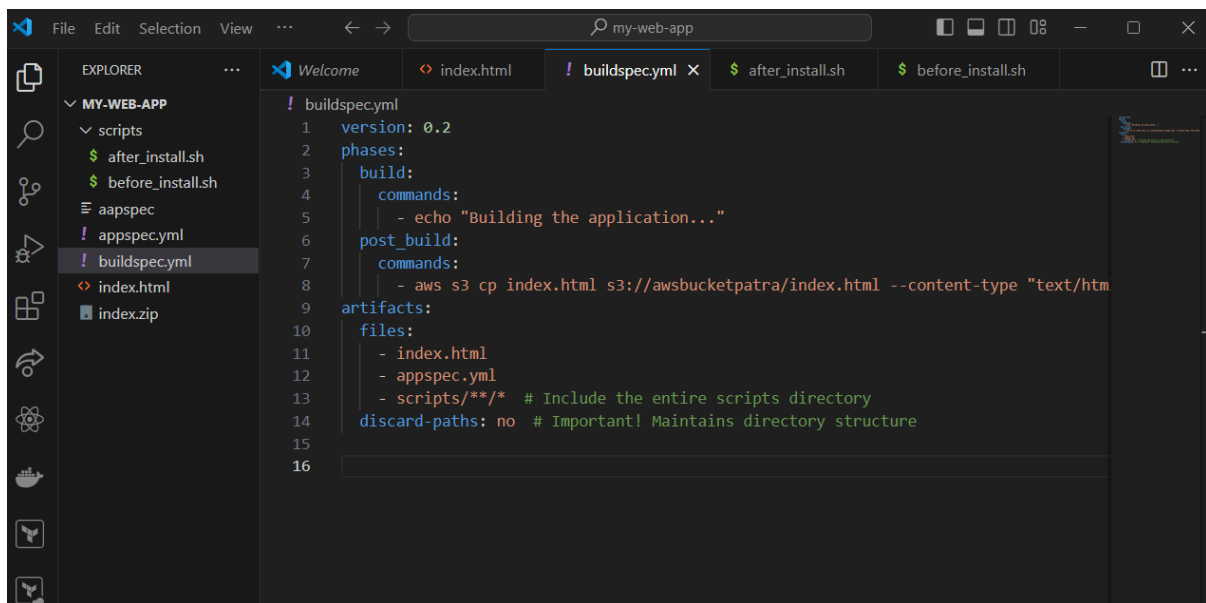 File Edit Selection View ··· my-web-app
EXPLORER ···
Welcome
index.html
buildspec.yml
after_install.sh
before_install.sh
MY-WEB-APP
scripts
after_install.sh
before_install.sh
aapspec
appspec.yml
buildspec.yml
index.html
index.zip
buildspec.yml
1 version: 0.2
2 phases:
3 build:
4 commands:
5 - echo "Building the application..."
6 post_build:
7 commands:
8 - aws s3 cp index.html s3://awsbucketpatra/index.html --content-type "text/htm
9 artifacts:
10 files:
11 - index.html
12 - appspec.yml
13 - scripts/**/* # Include the entire scripts directory
14 discard-paths: no # Important! Maintains directory structure
15
16